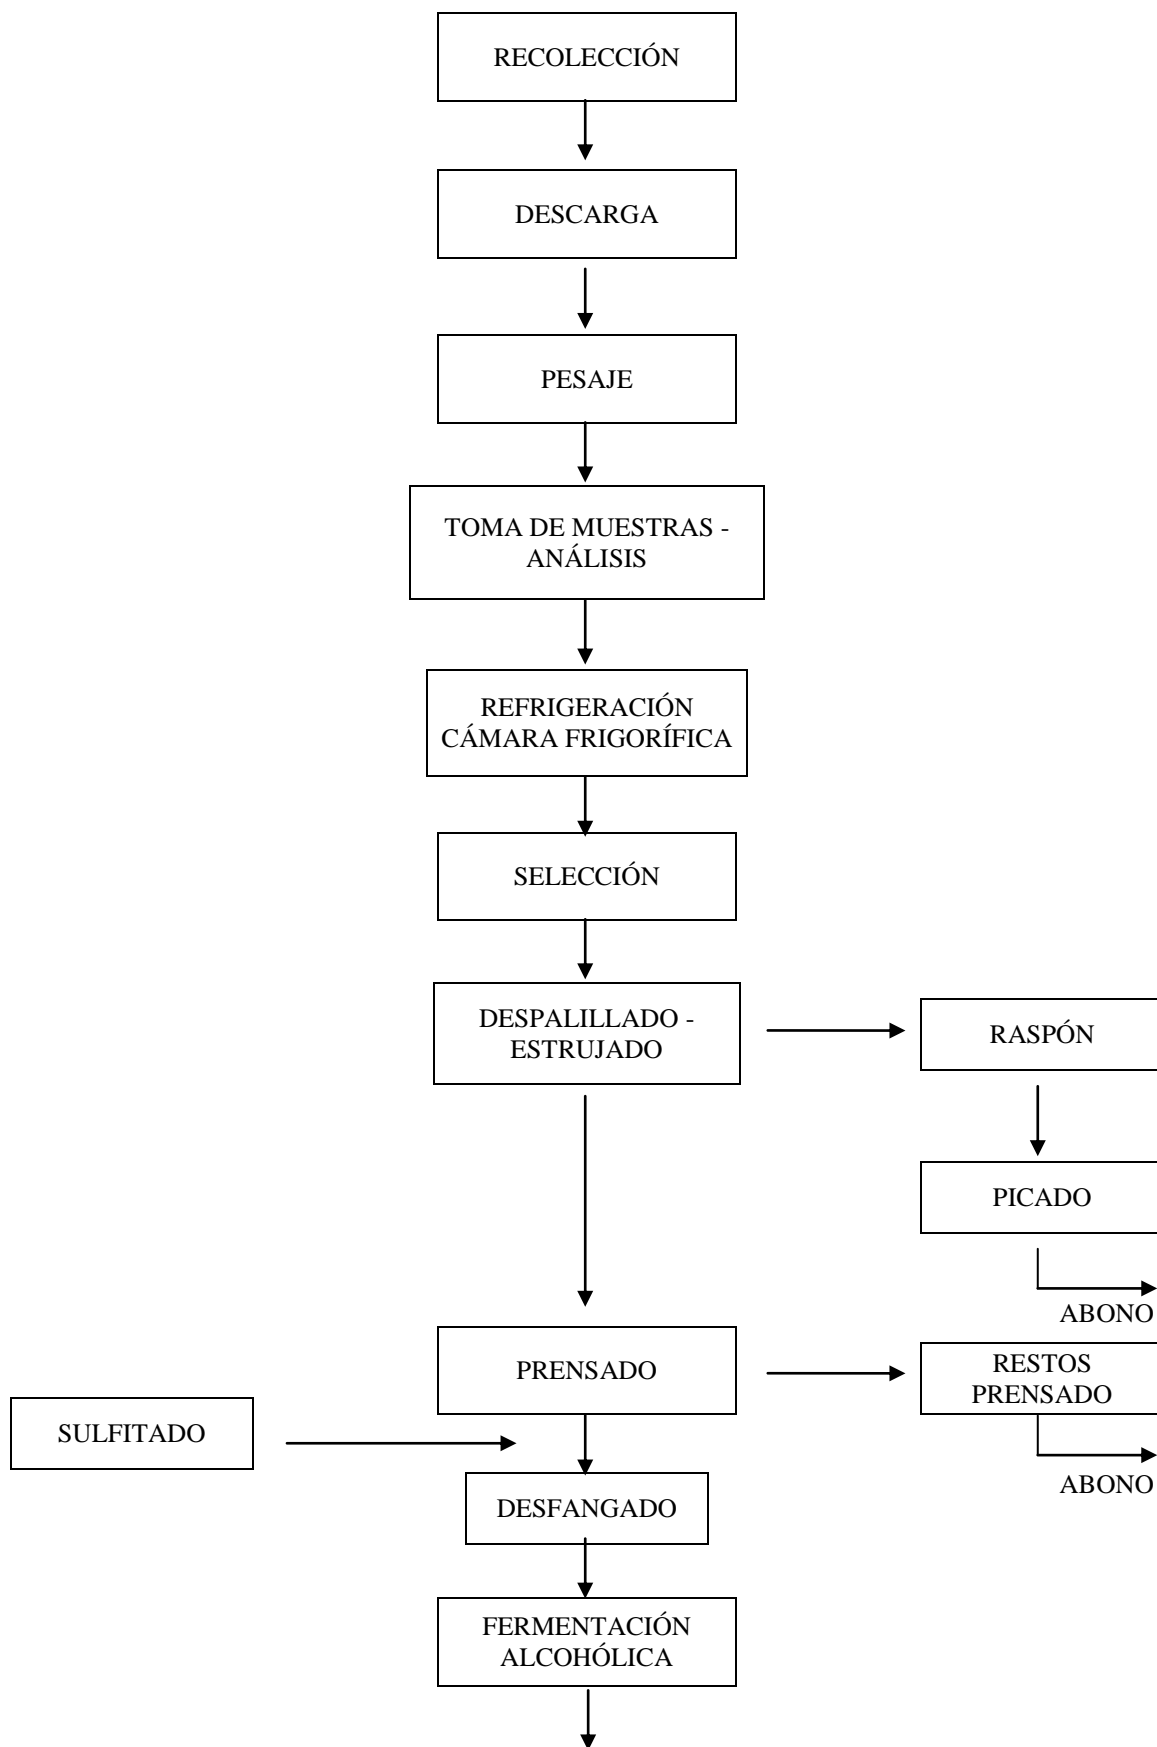 RECOLECCIÓN
DESCARGA
PESAJE
TOMA DE MUESTRAS -
ANÁLISIS
REFRIGERACIÓN
CÁMARA FRIGORÍFICA
SELECCIÓN
DESPALILLADO -
ESTRUJADO
RASPÓN
PICADO
ABONO
PRENSADO
RESTOS
PRENSADO
SULFITADO
ABONO
DESFANGADO
FERMENTACIÓN
ALCOHÓLICA